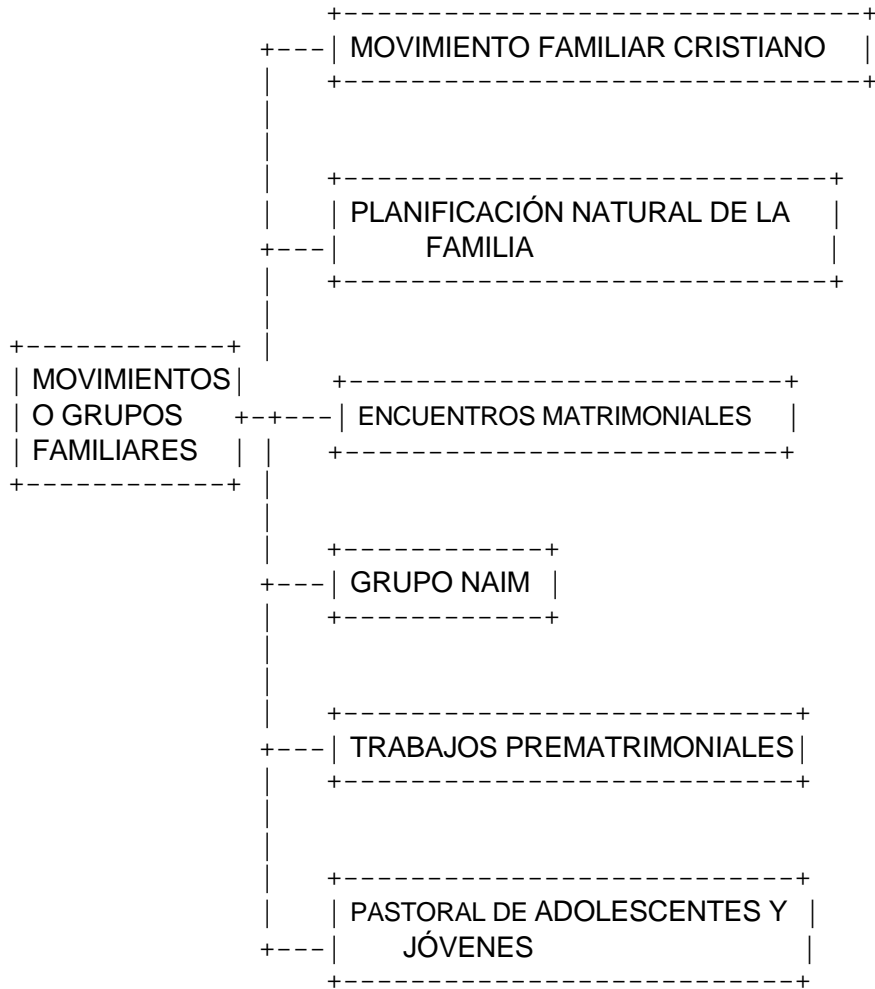 MOVIMIENTO FAMILIAR CRISTIANO
PLANIFICACIÓN NATURAL DE LA
FAMILIA
MOVIMIENTOS
O GRUPOS
FAMILIARES
ENCUENTROS MATRIMONIALES
GRUPO NAIM
TRABAJOS PREMATRIMONIALES
PASTORAL DE ADOLESCENTES Y
JÓVENES